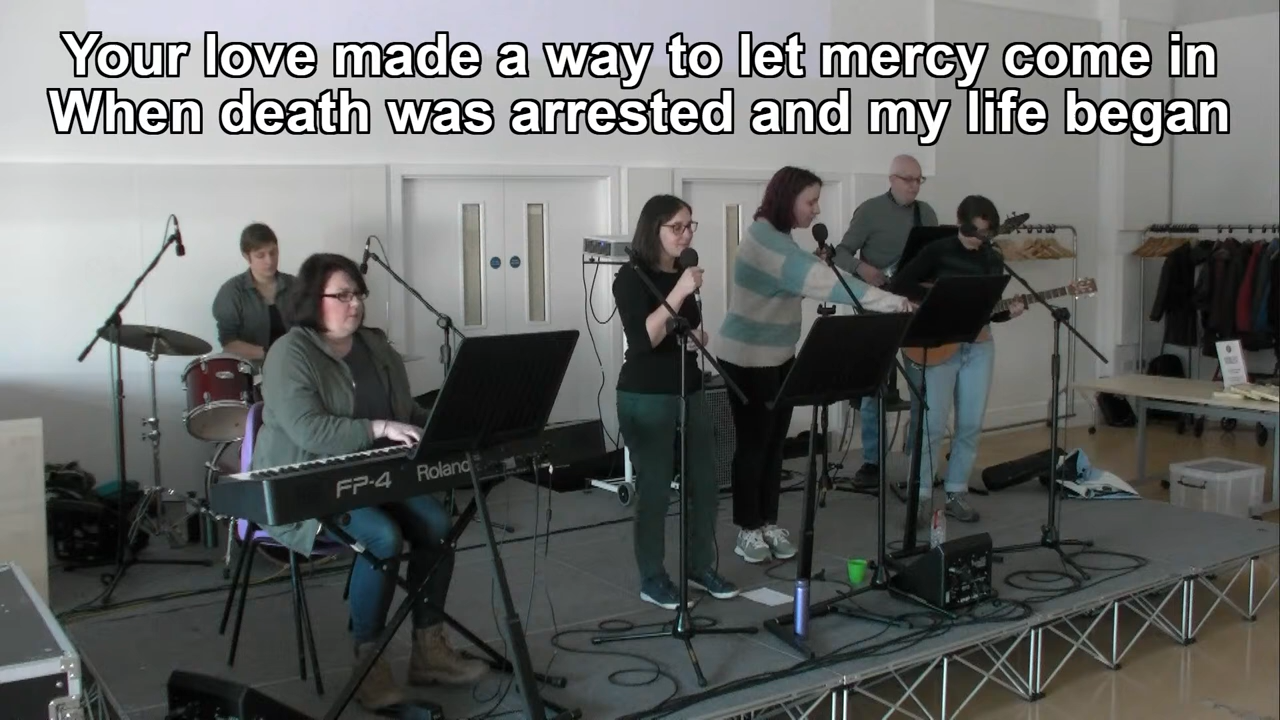 Your love made a way to let mercy come in
When death was arrested and my life began
FP-4 Roland